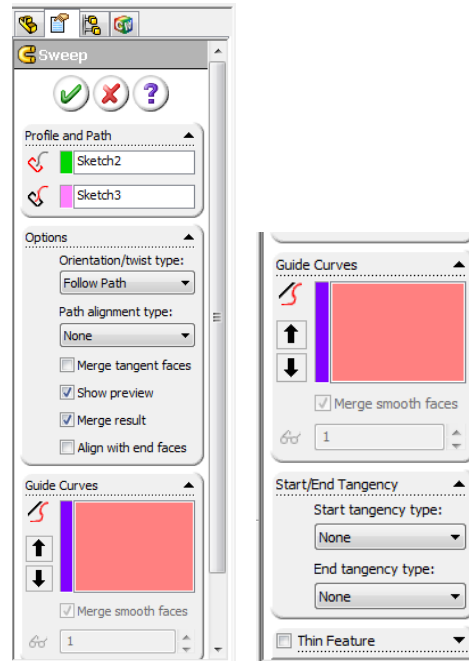 Sweep
?
Profile and Path
Sketch2
Sketch3
Options
Orientation/twist type:
Follow Path
Path alignment type:
None
Merge tangent faces
Show preview
Merge result
Align with end faces
Guide Curves
Merge smooth faces
1
Guide Curves
Merge smooth faces
1
Start/End Tangency
Start tangency type:
None
End tangency type:
None
Thin Feature